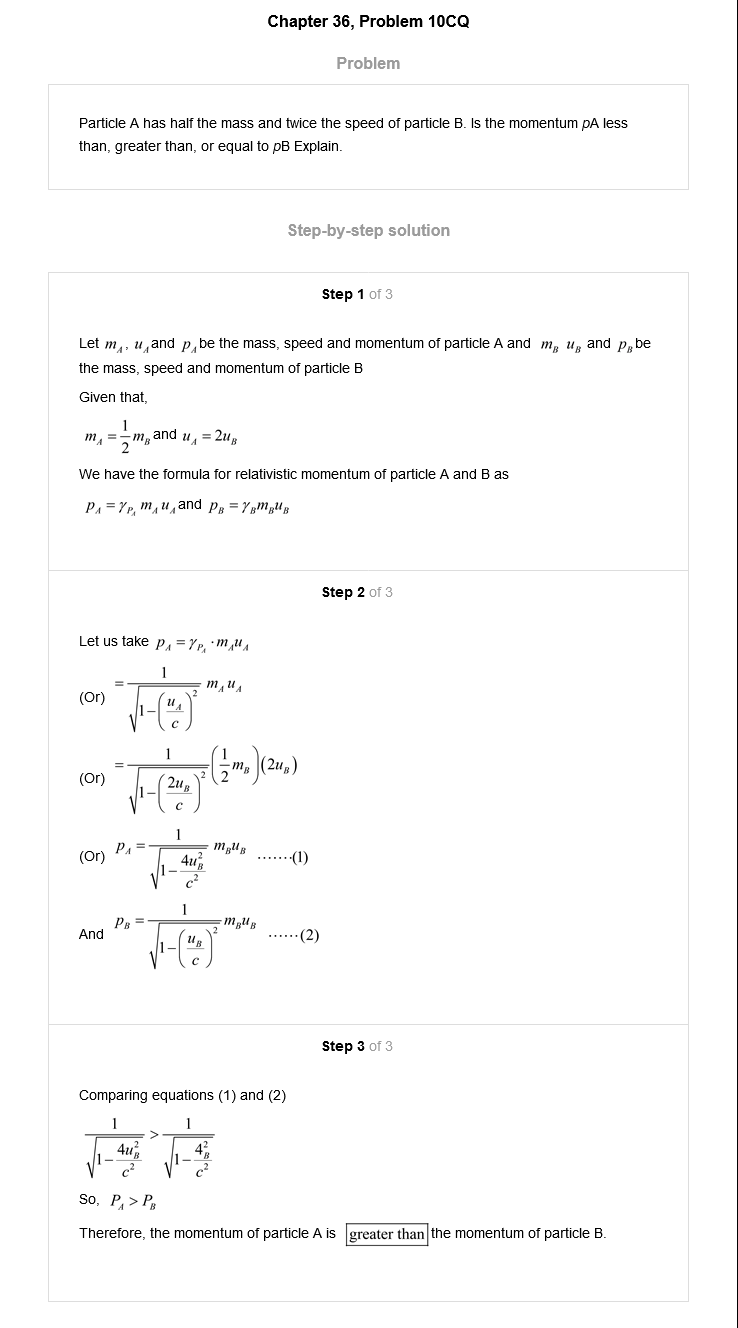 Chapter 36, Problem 10CQ
Problem
Particle A has half the mass and twice the speed of particle B. Is the momentum pA less
than, greater than, or equal to pB Explain.
Step-by-step solution
Step 1 of 3
Let m_A, u_A and p_A be the mass, speed and momentum of particle A and m_B u_B and p_B be
the mass, speed and momentum of particle B
Given that,
m_A = \frac{1}{2} m_B and u_A = 2u_B
We have the formula for relativistic momentum of particle A and B as
p_A = γ_{P_A} m_A u_A and p_B = γ_B m_B u_B
Step 2 of 3
Let us take p_A = γ_{P_A} · m_A u_A
(Or) = \frac{1}{\sqrt{1-\left(\frac{u_A}{c}\right)^2}} m_A u_A
(Or) = \frac{1}{\sqrt{1-\left(\frac{2u_B}{c}\right)^2}} \left(\frac{1}{2} m_B\right)(2u_B)
(Or) p_A = \frac{1}{\sqrt{1-\frac{4u_B^2}{c^2}}} m_B u_B .......(1)
And p_B = \frac{1}{\sqrt{1-\left(\frac{u_B}{c}\right)^2}} m_B u_B ......(2)
Step 3 of 3
Comparing equations (1) and (2)
\frac{1}{\sqrt{1-\frac{4u_B^2}{c^2}}} > \frac{1}{\sqrt{1-\frac{4_B^2}{c^2}}}
So, P_A > P_B
Therefore, the momentum of particle A is greater than the momentum of particle B.